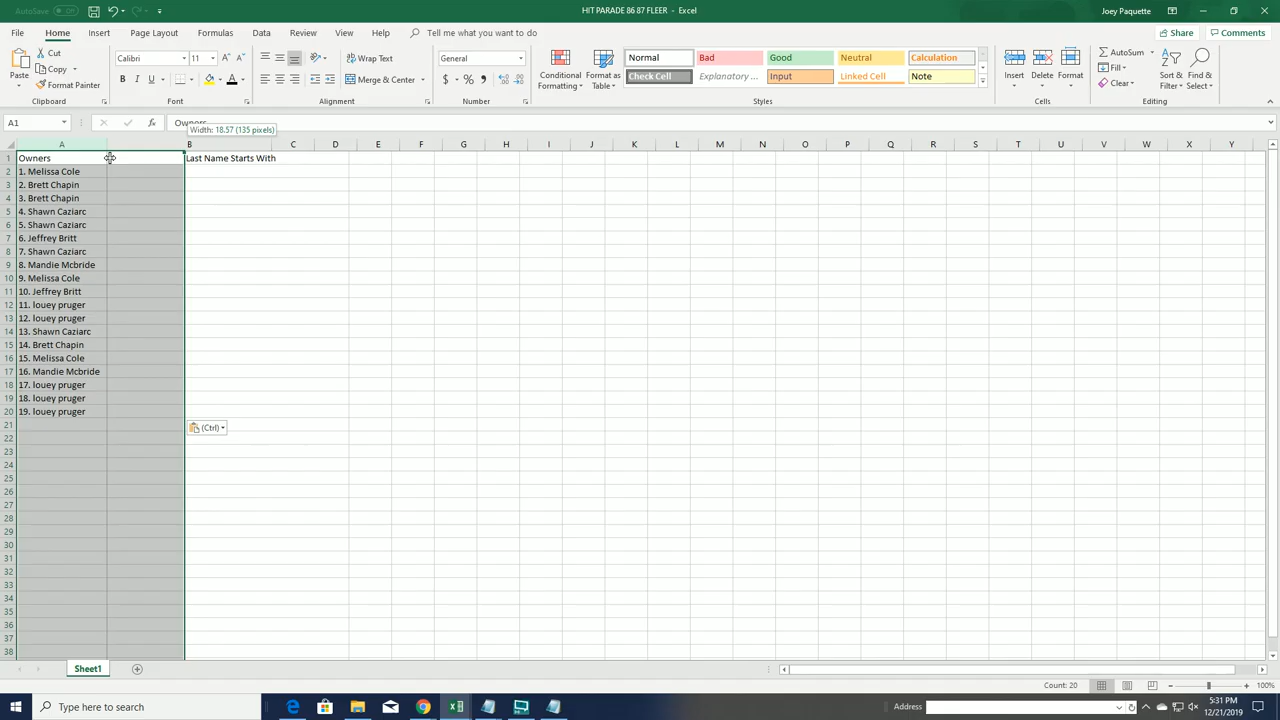 AutoSave Off
HIT PARADE 86 87 FLEER - Excel
Joey Paquette
File Home Insert Page Layout Formulas Data Review View Help Tell me what you want to do
Share Comments
Paste
Cut
Copy
Format Painter
Clipboard
Calibri 11
B I U
Font
Wrap Text
Merge & Center
Alignment
General
$ % ,
Number
Conditional Formatting
Format as Table
Normal Bad Good Neutral Calculation
Check Cell Explanatory ... Input Linked Cell Note
Styles
Insert Delete Format
Cells
AutoSum
Fill
Clear
Sort & Filter
Find & Select
Editing
A1
fx
Owners
Width: 18.57 (135 pixels)
A B C D E F G H I J K L M N O P Q R S T U V W X Y
1 Owners Last Name Starts With
2 1. Melissa Cole
3 2. Brett Chapin
4 3. Brett Chapin
5 4. Shawn Caziarc
6 5. Shawn Caziarc
7 6. Jeffrey Britt
8 7. Shawn Caziarc
9 8. Mandie Mcbride
10 9. Melissa Cole
11 10. Jeffrey Britt
12 11. louey pruger
13 12. louey pruger
14 13. Shawn Caziarc
15 14. Brett Chapin
16 15. Melissa Cole
17 16. Mandie Mcbride
18 17. louey pruger
19 18. louey pruger
20 19. louey pruger
21
(Ctrl)
22
23
24
25
26
27
28
29
30
31
32
33
34
35
36
37
38
Sheet1
Count: 20
100%
Type here to search
Address
5:31 PM
12/21/2019